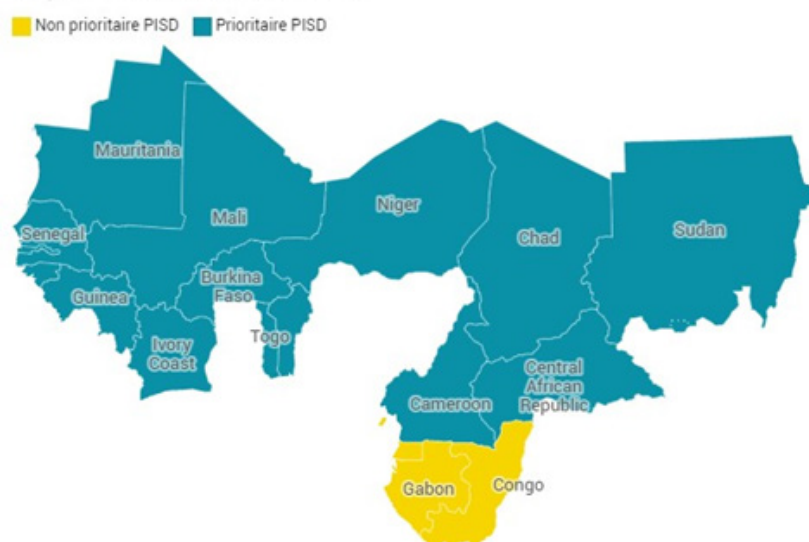 Non prioritaire PISD
Prioritaire PISD
Mauritania
Mali
Niger
Chad
Sudan
Senegal
Guinea
Burkina
Faso
Ivory
Coast
Togo
Cameroon
Central
African
Republic
Gabon
Congo